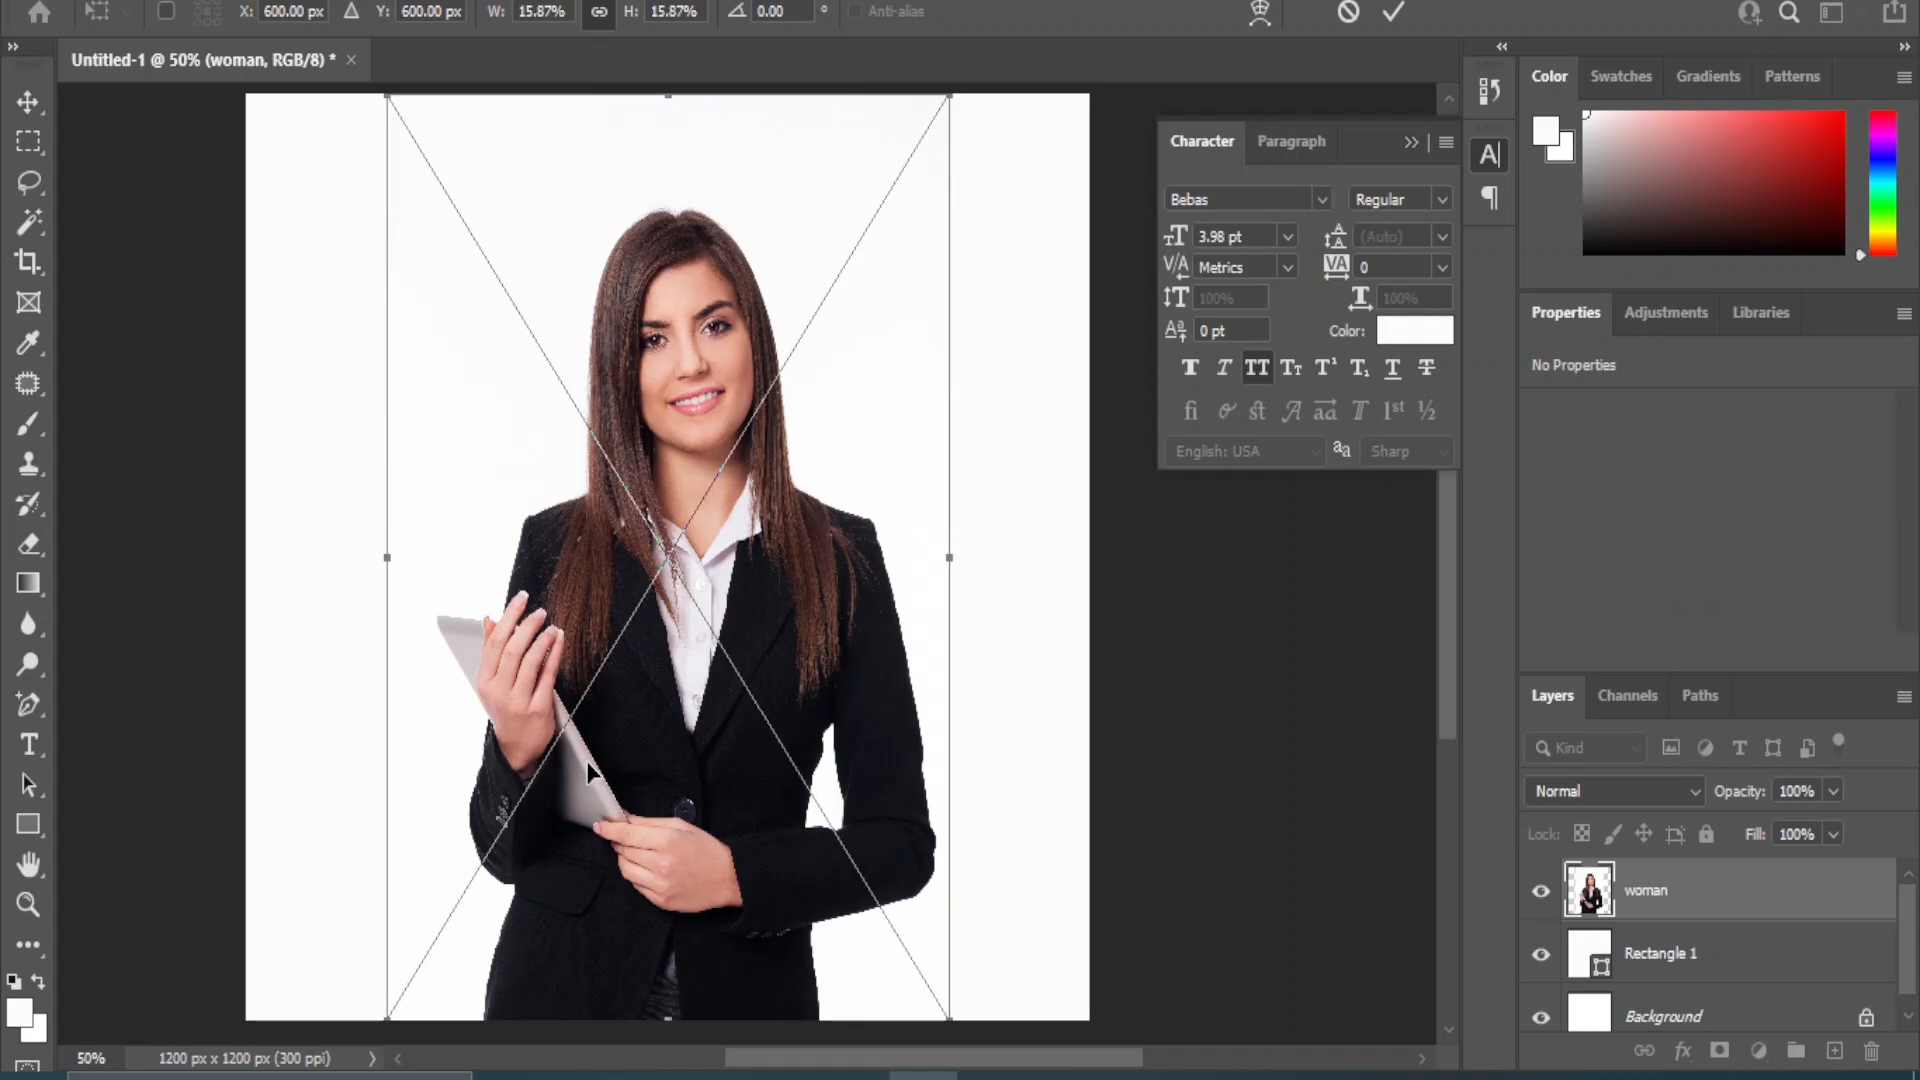 X: 600.00 px Y: 600.00 px W: 15.87% H: 15.87% 0.00 ° Anti-alias
Untitled-1 @ 50% (woman, RGB/8) * ×
Color Swatches Gradients Patterns
Character Paragraph
Bebas Regular
3.98 pt (Auto)
Metrics 0
100% 100%
0 pt Color:
English: USA aa Sharp
Properties Adjustments Libraries
No Properties
Layers Channels Paths
Kind
Normal Opacity: 100%
Lock: Fill: 100%
woman
Rectangle 1
Background
50% 1200 px x 1200 px (300 ppi)